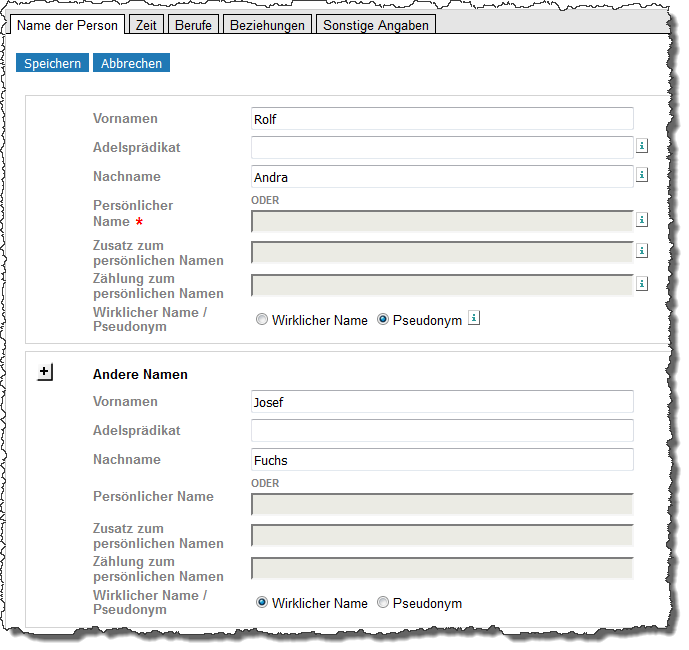 Name der Person Zeit Berufe Beziehungen Sonstige Angaben
Speichern Abbrechen
Vornamen Rolf
Adelsprädikat i
Nachname Andra i
Persönlicher ODER
Name * i
Zusatz zum
persönlichen Namen i
Zählung zum
persönlichen Namen i
Wirklicher Name /
Pseudonym Wirklicher Name Pseudonym i
+ Andere Namen
Vornamen Josef
Adelsprädikat
Nachname Fuchs
ODER
Persönlicher Name
Zusatz zum
persönlichen Namen
Zählung zum
persönlichen Namen
Wirklicher Name /
Pseudonym Wirklicher Name Pseudonym